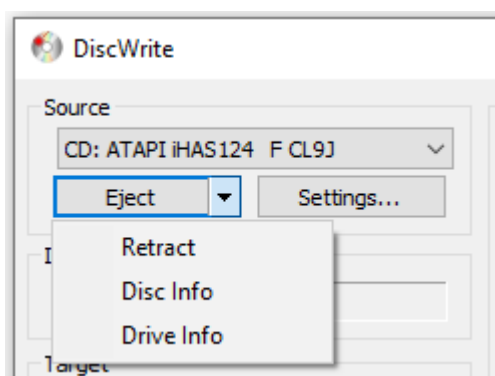 DiscWrite
Source
CD: ATAPI iHAS124 F CL9J
Eject Settings...
Retract
Disc Info
Drive Info
Target